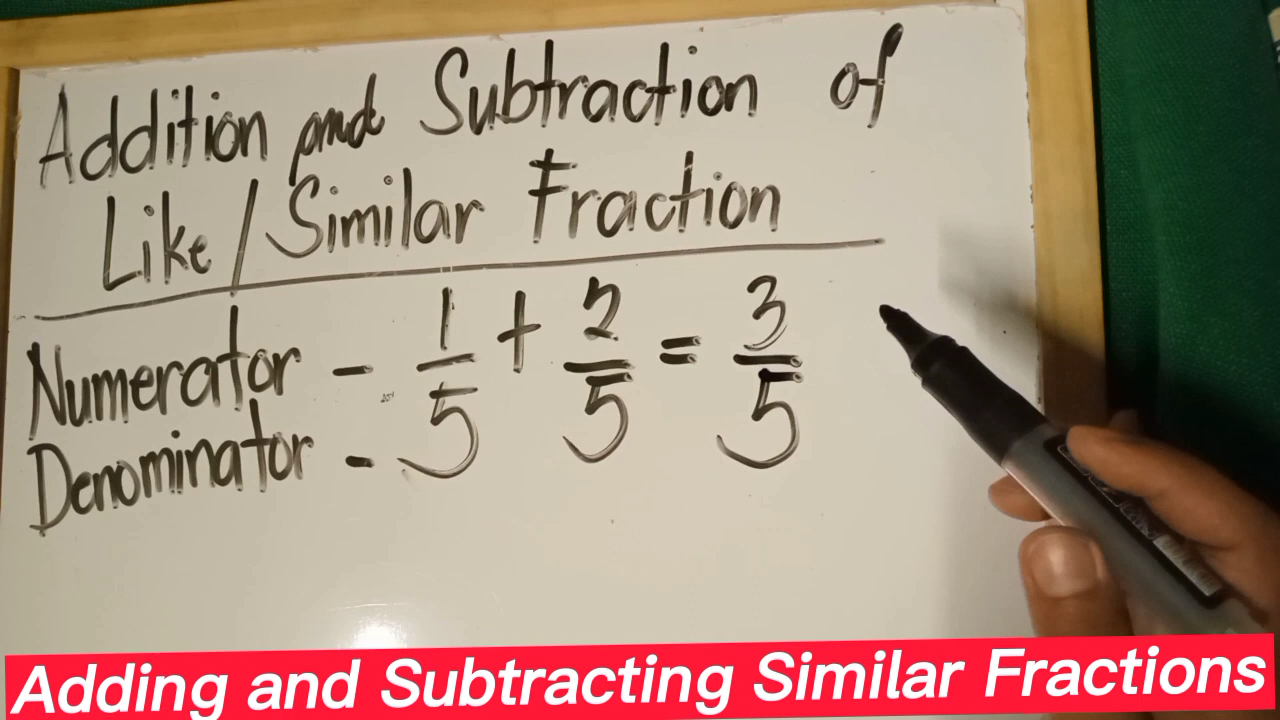 Addition and Subtraction of
Like / Similar Fraction
Numerator - 1/5 + 2/5 = 3/5
Denominator -
Adding and Subtracting Similar Fractions